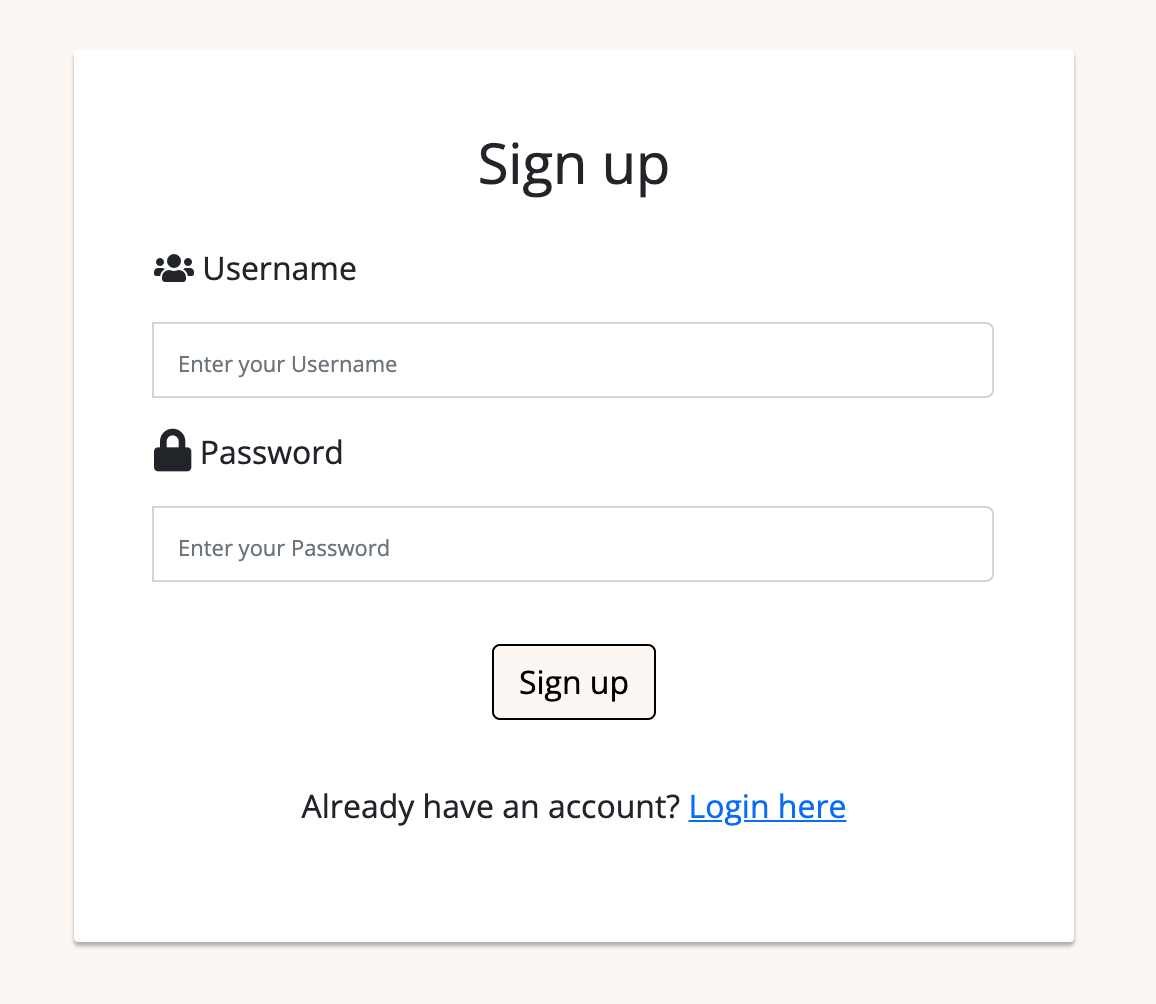 Sign up
Username
Enter your Username
Password
Enter your Password
Sign up
Already have an account? Login here